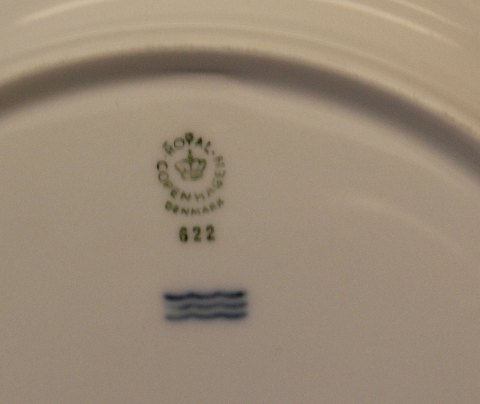 ROYAL
COPENHAGEN
DENMARK
622